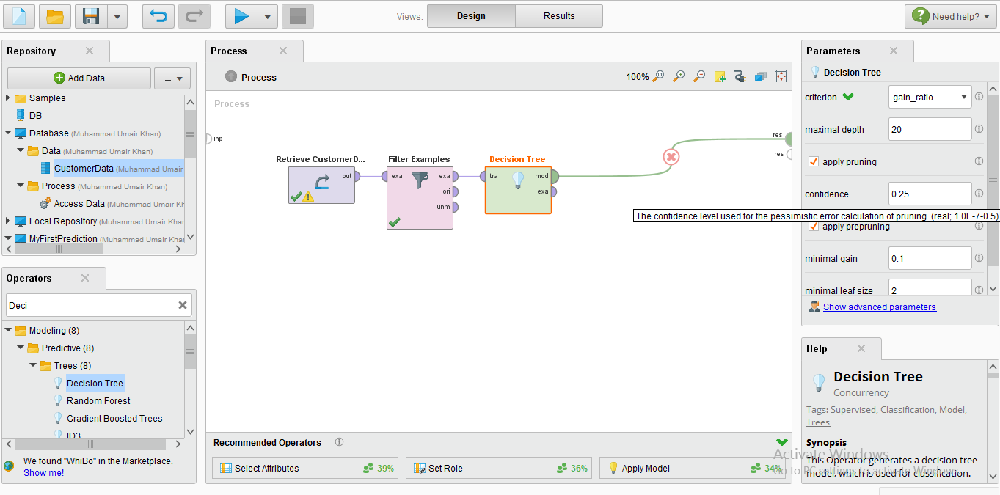 Views:
Design
Results
Need help?
Repository
Add Data
Samples
DB
Database (Muhammad Umair Khan)
Data (Muhammad Umair Khan)
CustomerData (Muhammad Umair
Process (Muhammad Umair Khan)
Access Data (Muhammad Umair Kh
Local Repository (Muhammad Umair Kha
MyFirstPrediction (Muhammad Umair Kha
Operators
Deci
Modeling (8)
Predictive (8)
Trees (8)
Decision Tree
Random Forest
Gradient Boosted Trees
ID3
We found "WhiBo" in the Marketplace.
Show me!
Process
Process
100%
Process
inp
res
res
Retrieve CustomerD...
out
Filter Examples
exa exa
ori
unm
Decision Tree
tra mod
exa
Recommended Operators
Select Attributes 39%
Set Role 36%
Apply Model 34%
Parameters
Decision Tree
criterion gain_ratio
maximal depth 20
apply pruning
confidence 0.25
The confidence level used for the pessimistic error calculation of pruning. (real; 1.0E-7-0.5)
apply prepruning
minimal gain 0.1
minimal leaf size 2
Show advanced parameters
Help
Decision Tree
Concurrency
Tags: Supervised, Classification, Model,
Trees
Synopsis
This Operator generates a decision tree
model, which is used for classification.
Activate Windows
Go to PC settings to activate Windows.